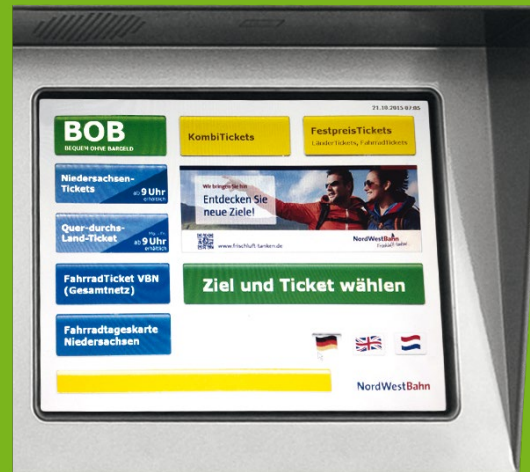 21.10.2015 07:05
BOB
BEQUEM OHNE BARGELD
KombiTickets
FestpreisTickets
LänderTickets, FahrradTickets
Niedersachsen-
Tickets
ab 9 Uhr
erhältlich
Wir bringen Sie hin
Entdecken Sie
neue Ziele!
Quer-durchs-
Land-Ticket
ab 9 Uhr
erhältlich
www.frischluft-tanken.de
NordWestBahn
FahrradTicket VBN
(Gesamtnetz)
Ziel und Ticket wählen
Fahrradtageskarte
Niedersachsen
NordWestBahn